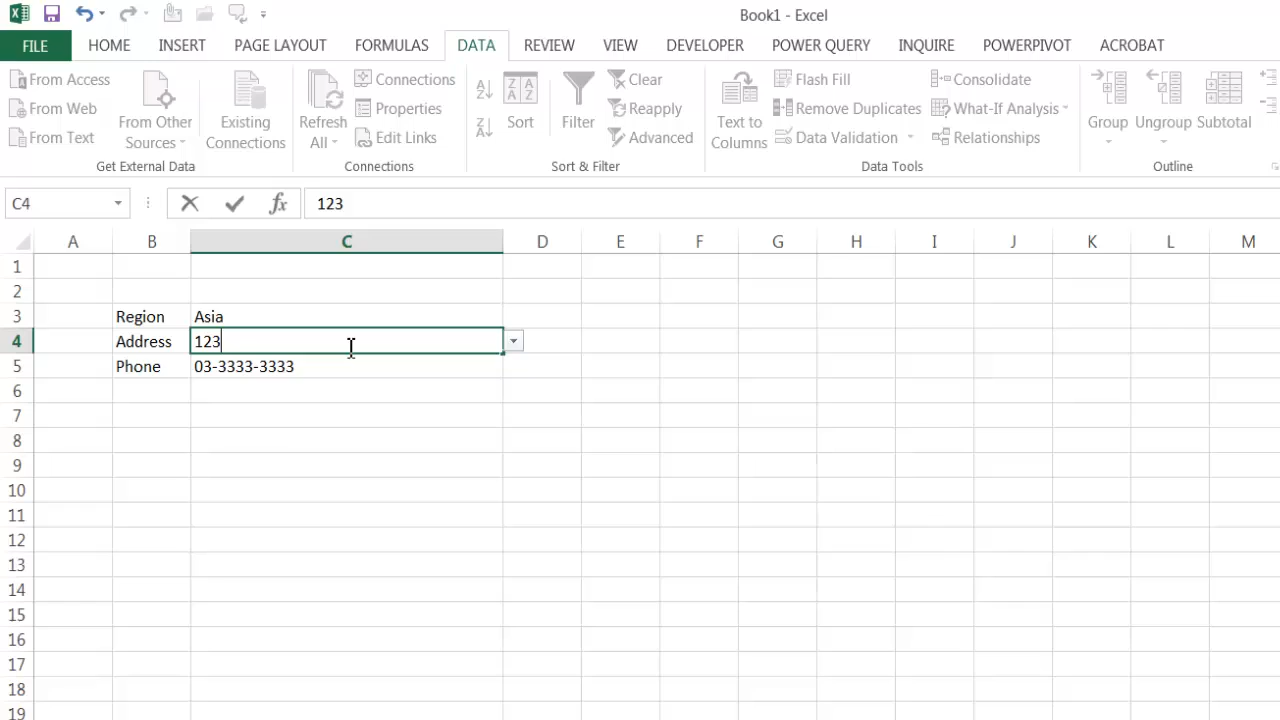 Book1 - Excel
FILE HOME INSERT PAGE LAYOUT FORMULAS DATA REVIEW VIEW DEVELOPER POWER QUERY INQUIRE POWERPIVOT ACROBAT
From Access
From Web
From Text
From Other
Sources
Get External Data
Existing
Connections
Refresh
All
Connections
Properties
Edit Links
Connections
Sort
Filter
Clear
Reapply
Advanced
Sort & Filter
Text to
Columns
Flash Fill
Remove Duplicates
Data Validation
Consolidate
What-If Analysis
Relationships
Data Tools
Group
Ungroup
Subtotal
Outline
C4 fx 123
A B C D E F G H I J K L M
1
2
3 Region Asia
4 Address 123
5 Phone 03-3333-3333
6
7
8
9
10
11
12
13
14
15
16
17
18
19